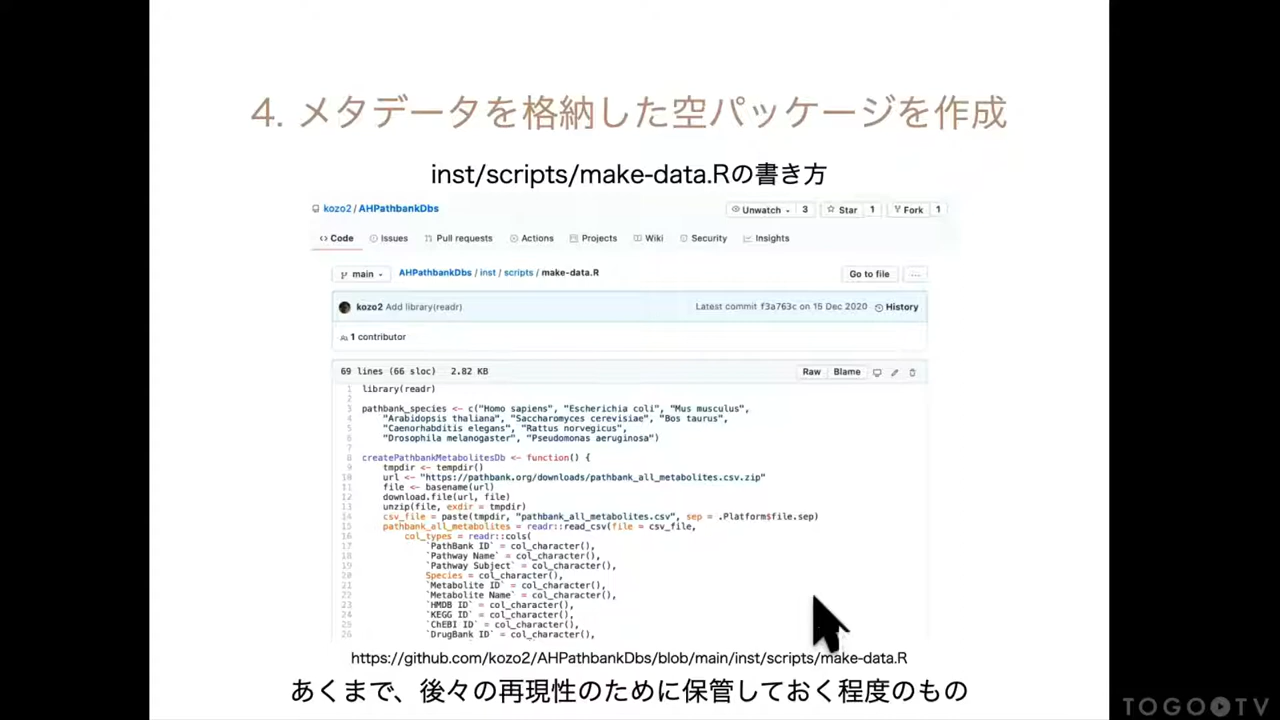 4. メタデータを格納した空パッケージを作成
inst/scripts/make-data.Rの書き方
kozo2 / AHPathbankDbs
Unwatch 3 Star 1 Fork 1
Code Issues Pull requests Actions Projects Wiki Security Insights
main AHPathbankDbs / inst / scripts / make-data.R Go to file ...
kozo2 Add library(readr) Latest commit f3a763c on 15 Dec 2020 History
1 contributor
69 lines (66 sloc) 2.82 KB Raw Blame
1 library(readr)
2
3 pathbank_species <- c("Homo sapiens", "Escherichia coli", "Mus musculus",
4 "Arabidopsis thaliana", "Saccharomyces cerevisiae", "Bos taurus",
5 "Caenorhabditis elegans", "Rattus norvegicus",
6 "Drosophila melanogaster", "Pseudomonas aeruginosa")
7
8 createPathbankMetabolitesDb <- function() {
9 tmpdir <- tempdir()
10 url <- "https://pathbank.org/downloads/pathbank_all_metabolites.csv.zip"
11 file <- basename(url)
12 download.file(url, file)
13 unzip(file, exdir = tmpdir)
14 csv_file = paste(tmpdir, "pathbank_all_metabolites.csv", sep = .Platform$file.sep)
15 pathbank_all_metabolites = readr::read_csv(file = csv_file,
16 col_types = readr::cols(
17 `PathBank ID` = col_character(),
18 `Pathway Name` = col_character(),
19 `Pathway Subject` = col_character(),
20 Species = col_character(),
21 `Metabolite ID` = col_character(),
22 `Metabolite Name` = col_character(),
23 `HMDB ID` = col_character(),
24 `KEGG ID` = col_character(),
25 `ChEBI ID` = col_character(),
26 `DrugBank ID` = col_character(),
https://github.com/kozo2/AHPathbankDbs/blob/main/inst/scripts/make-data.R
あくまで、後々の再現性のために保管しておく程度のもの
TOGO TV